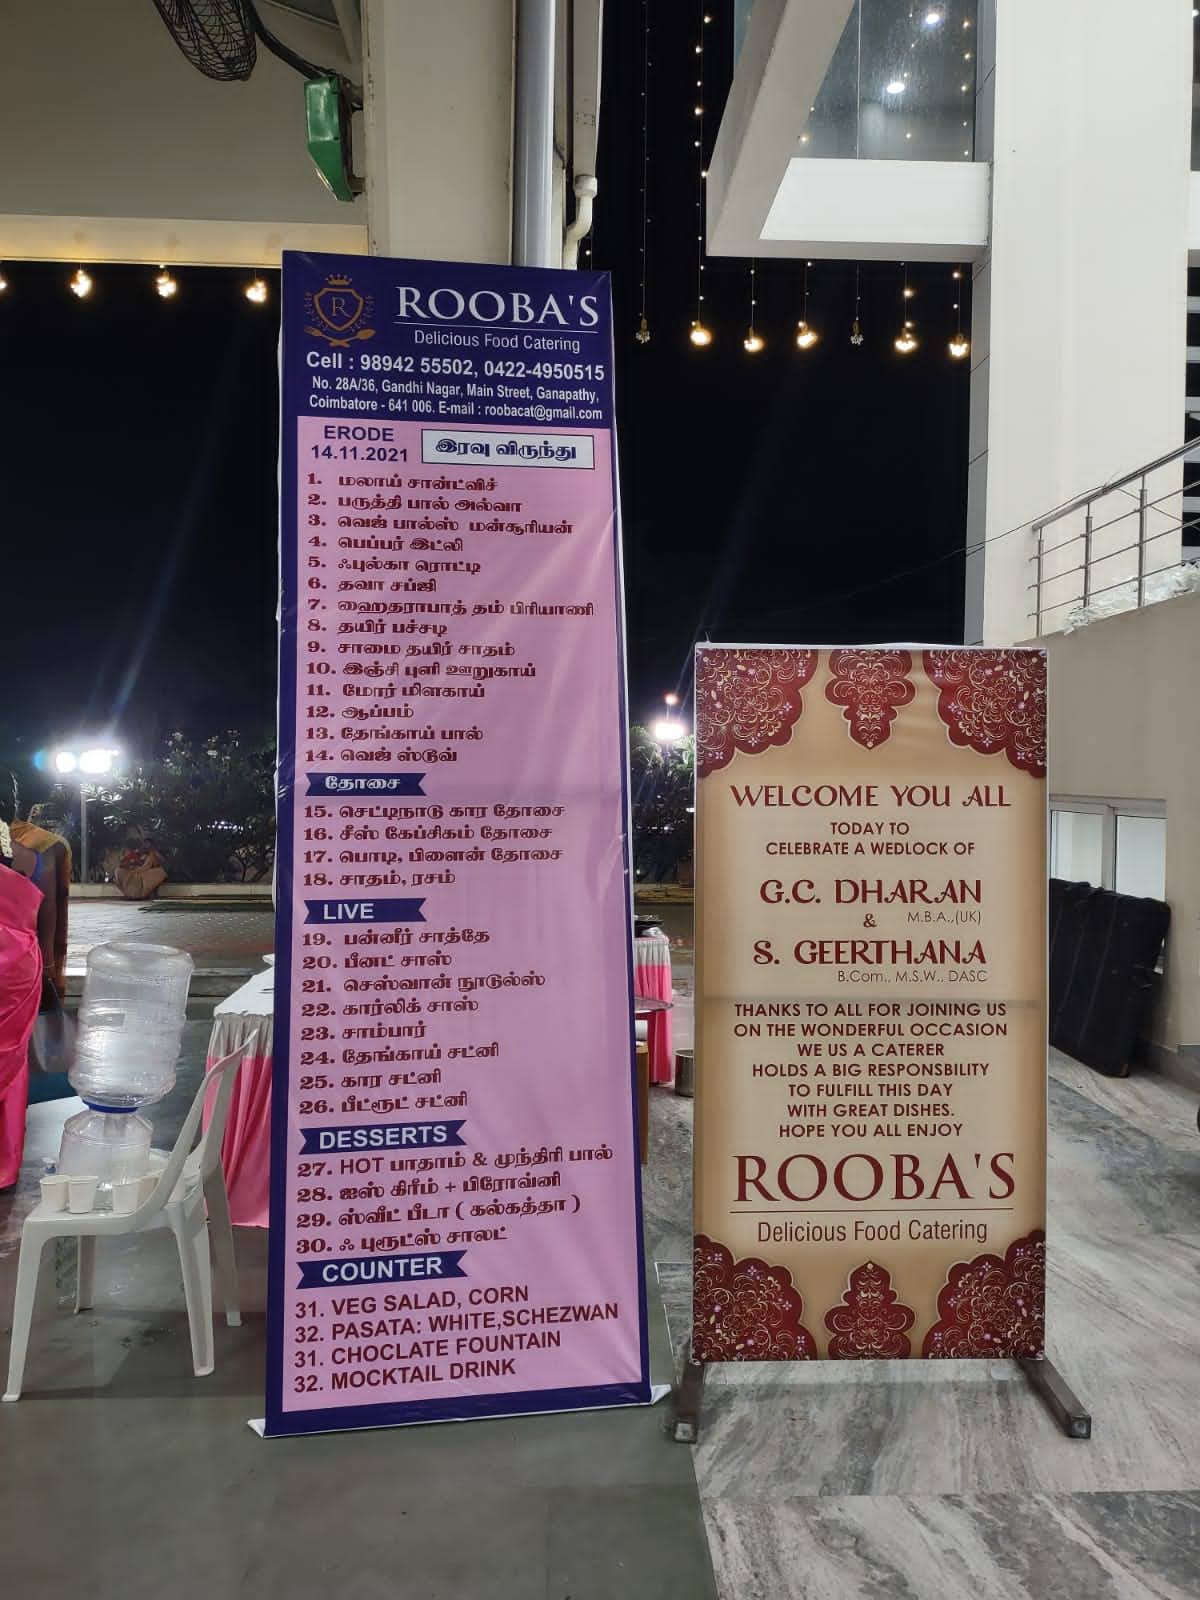 R
ROOBA'S
Delicious Food Catering
Cell : 98942 55502, 0422-4950515
No. 28A/36, Gandhi Nagar, Main Street, Ganapathy,
Coimbatore - 641 006. E-mail : roobacat@gmail.com
ERODE
14.11.2021
இரவு விருந்து
1. மலாய் சான்ட்விச்
2. பருத்தி பால் அல்வா
3. வெஜ் பால்ஸ் மன்சூரியன்
4. பெப்பர் இட்லி
5. ஃபுல்கா ரொட்டி
6. தவா சப்ஜி
7. ஹைதராபாத் தம் பிரியாணி
8. தயிர் பச்சடி
9. சாமை தயிர் சாதம்
10. இஞ்சி புளி ஊறுகாய்
11. மோர் மிளகாய்
12. ஆப்பம்
13. தேங்காய் பால்
14. வெஜ் ஸ்டூவ்
தோசை
15. செட்டிநாடு கார தோசை
16. சீஸ் கேப்சிகம் தோசை
17. பொடி, பிளைன் தோசை
18. சாதம், ரசம்
LIVE
19. பன்னீர் சாத்தே
20. பீனட் சாஸ்
21. செஸ்வான் நூடுல்ஸ்
22. கார்லிக் சாஸ்
23. சாம்பார்
24. தேங்காய் சட்னி
25. கார சட்னி
26. பீட்ரூட் சட்னி
DESSERTS
27. HOT பாதாம் & முந்திரி பால்
28. ஐஸ் கிரீம் + பிரோவ்னி
29. ஸ்வீட் பீடா ( கல்கத்தா )
30. ஃ புரூட்ஸ் சாலட்
COUNTER
31. VEG SALAD, CORN
32. PASATA: WHITE,SCHEZWAN
31. CHOCLATE FOUNTAIN
32. MOCKTAIL DRINK
WELCOME YOU ALL
TODAY TO
CELEBRATE A WEDLOCK OF
G.C. DHARAN
& M.B.A.,(UK)
S. GEERTHANA
B.Com., M.S.W., DASC
THANKS TO ALL FOR JOINING US
ON THE WONDERFUL OCCASION
WE US A CATERER
HOLDS A BIG RESPONSBILITY
TO FULFILL THIS DAY
WITH GREAT DISHES.
HOPE YOU ALL ENJOY
ROOBA'S
Delicious Food Catering